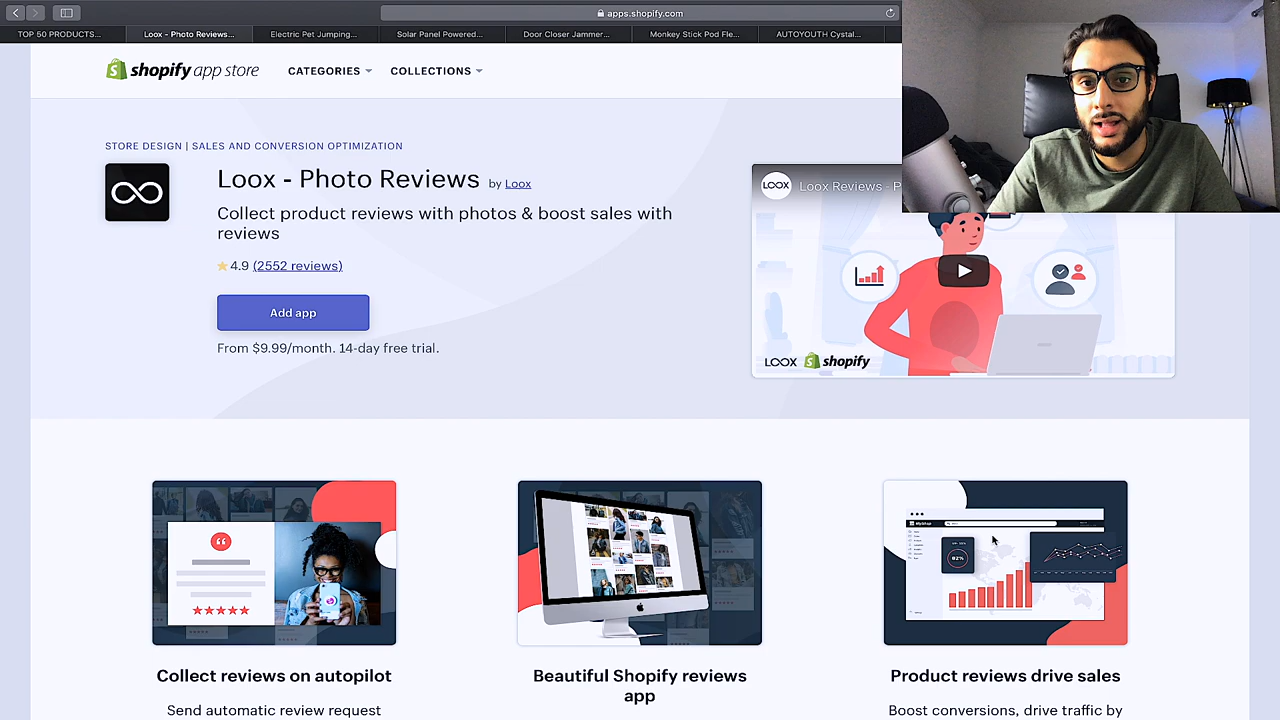 apps.shopify.com
TOP 50 PRODUCTS...
Loox - Photo Reviews...
Electric Pet Jumping...
Solar Panel Powered...
Door Closer Jammer...
Monkey Stick Pod Fle...
AUTOYOUTH Cystal...
shopify app store
CATEGORIES
COLLECTIONS
STORE DESIGN | SALES AND CONVERSION OPTIMIZATION
Loox - Photo Reviews by Loox
Collect product reviews with photos & boost sales with
reviews
4.9 (2552 reviews)
Add app
From $9.99/month. 14-day free trial.
LOOX
Loox Reviews - P
LOOX shopify
82%
Collect reviews on autopilot
Send automatic review request
Beautiful Shopify reviews
app
Product reviews drive sales
Boost conversions, drive traffic by